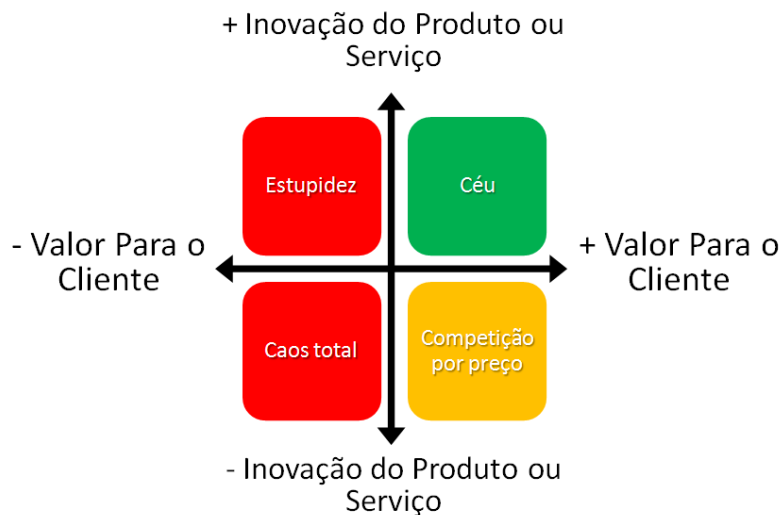 + Inovação do Produto ou
Serviço
Estupidez
Céu
- Valor Para o
Cliente
+ Valor Para o
Cliente
Caos total
Competição
por preço
- Inovação do Produto ou
Serviço